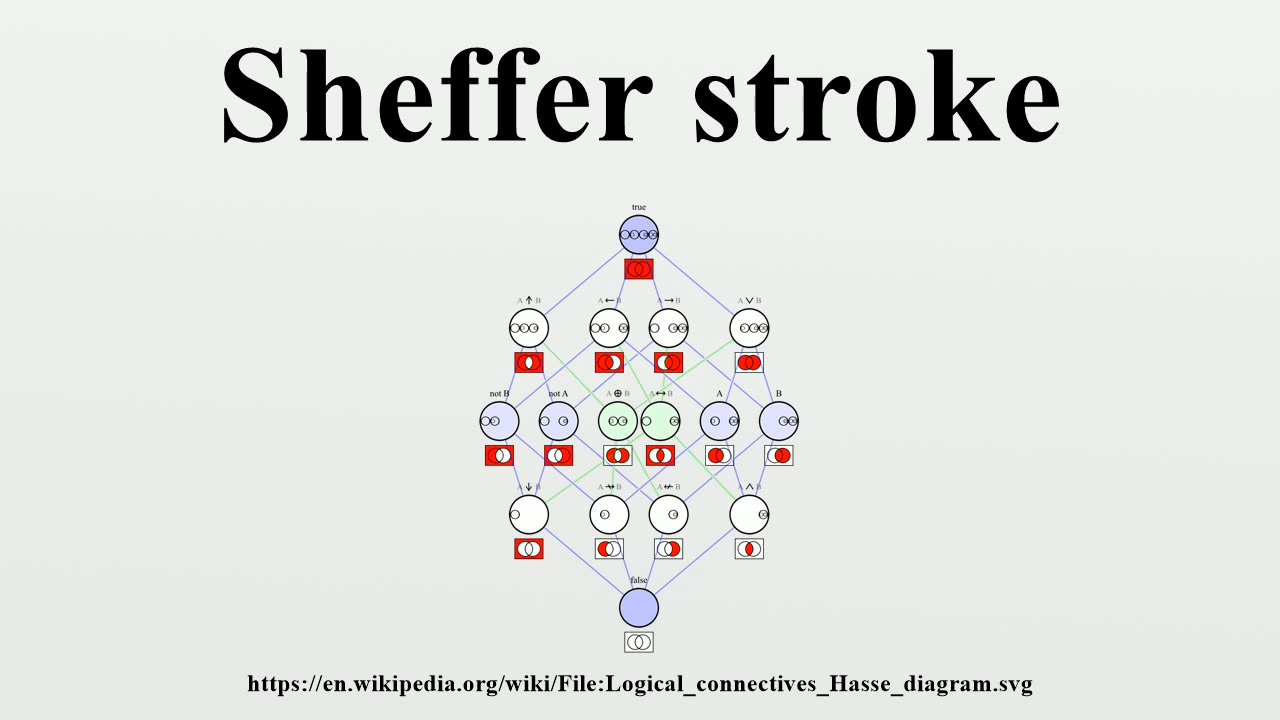 Sheffer stroke
true
A ↑ B A ← B A → B A ∨ B
not B not A A ⊕ B A ↔ B A B
A ↓ B A ↛ B A ↚ B A ∧ B
false
https://en.wikipedia.org/wiki/File:Logical_connectives_Hasse_diagram.svg